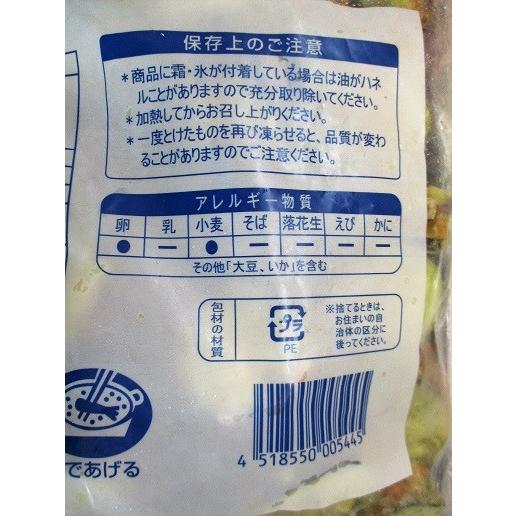 保存上のご注意
*商品に霜・氷が付着している場合は油がハネ
ルことがありますので充分取り除いてください。
*加熱してからお召し上がりください。
*一度とけたものを再び凍らせると、品質が変わ
ることがありますのでご注意ください。
アレルギー物質
卵 乳 小麦 そば 落花生 えび かに
● ー ● ー ー ー ー
その他「大豆、いか」を含む
包材の材質
プラ
PE
※捨てるときは、
お住まいの自
治体の区分に
後ってください。
であげる
4 518550 005445